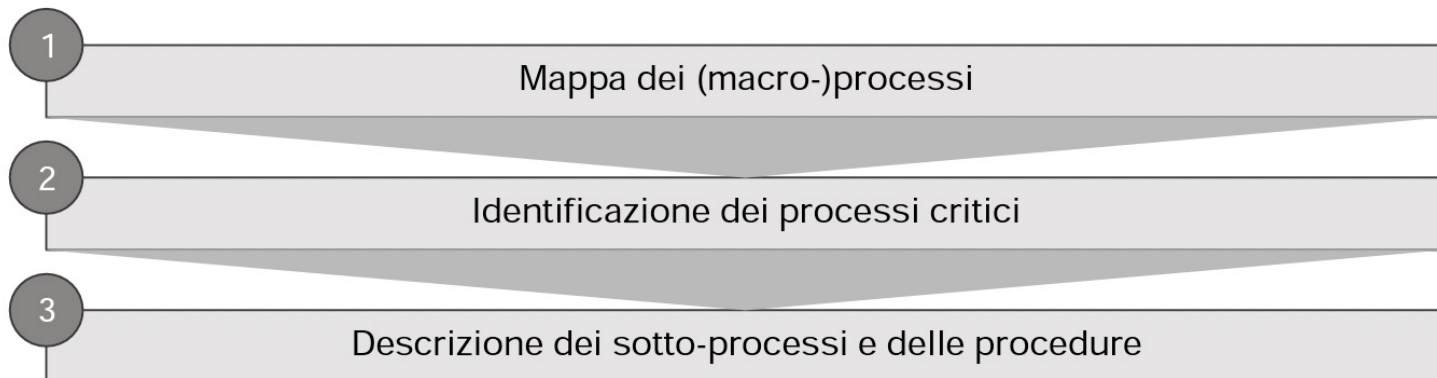 1
Mappa dei (macro-)processi
2
Identificazione dei processi critici
3
Descrizione dei sotto-processi e delle procedure